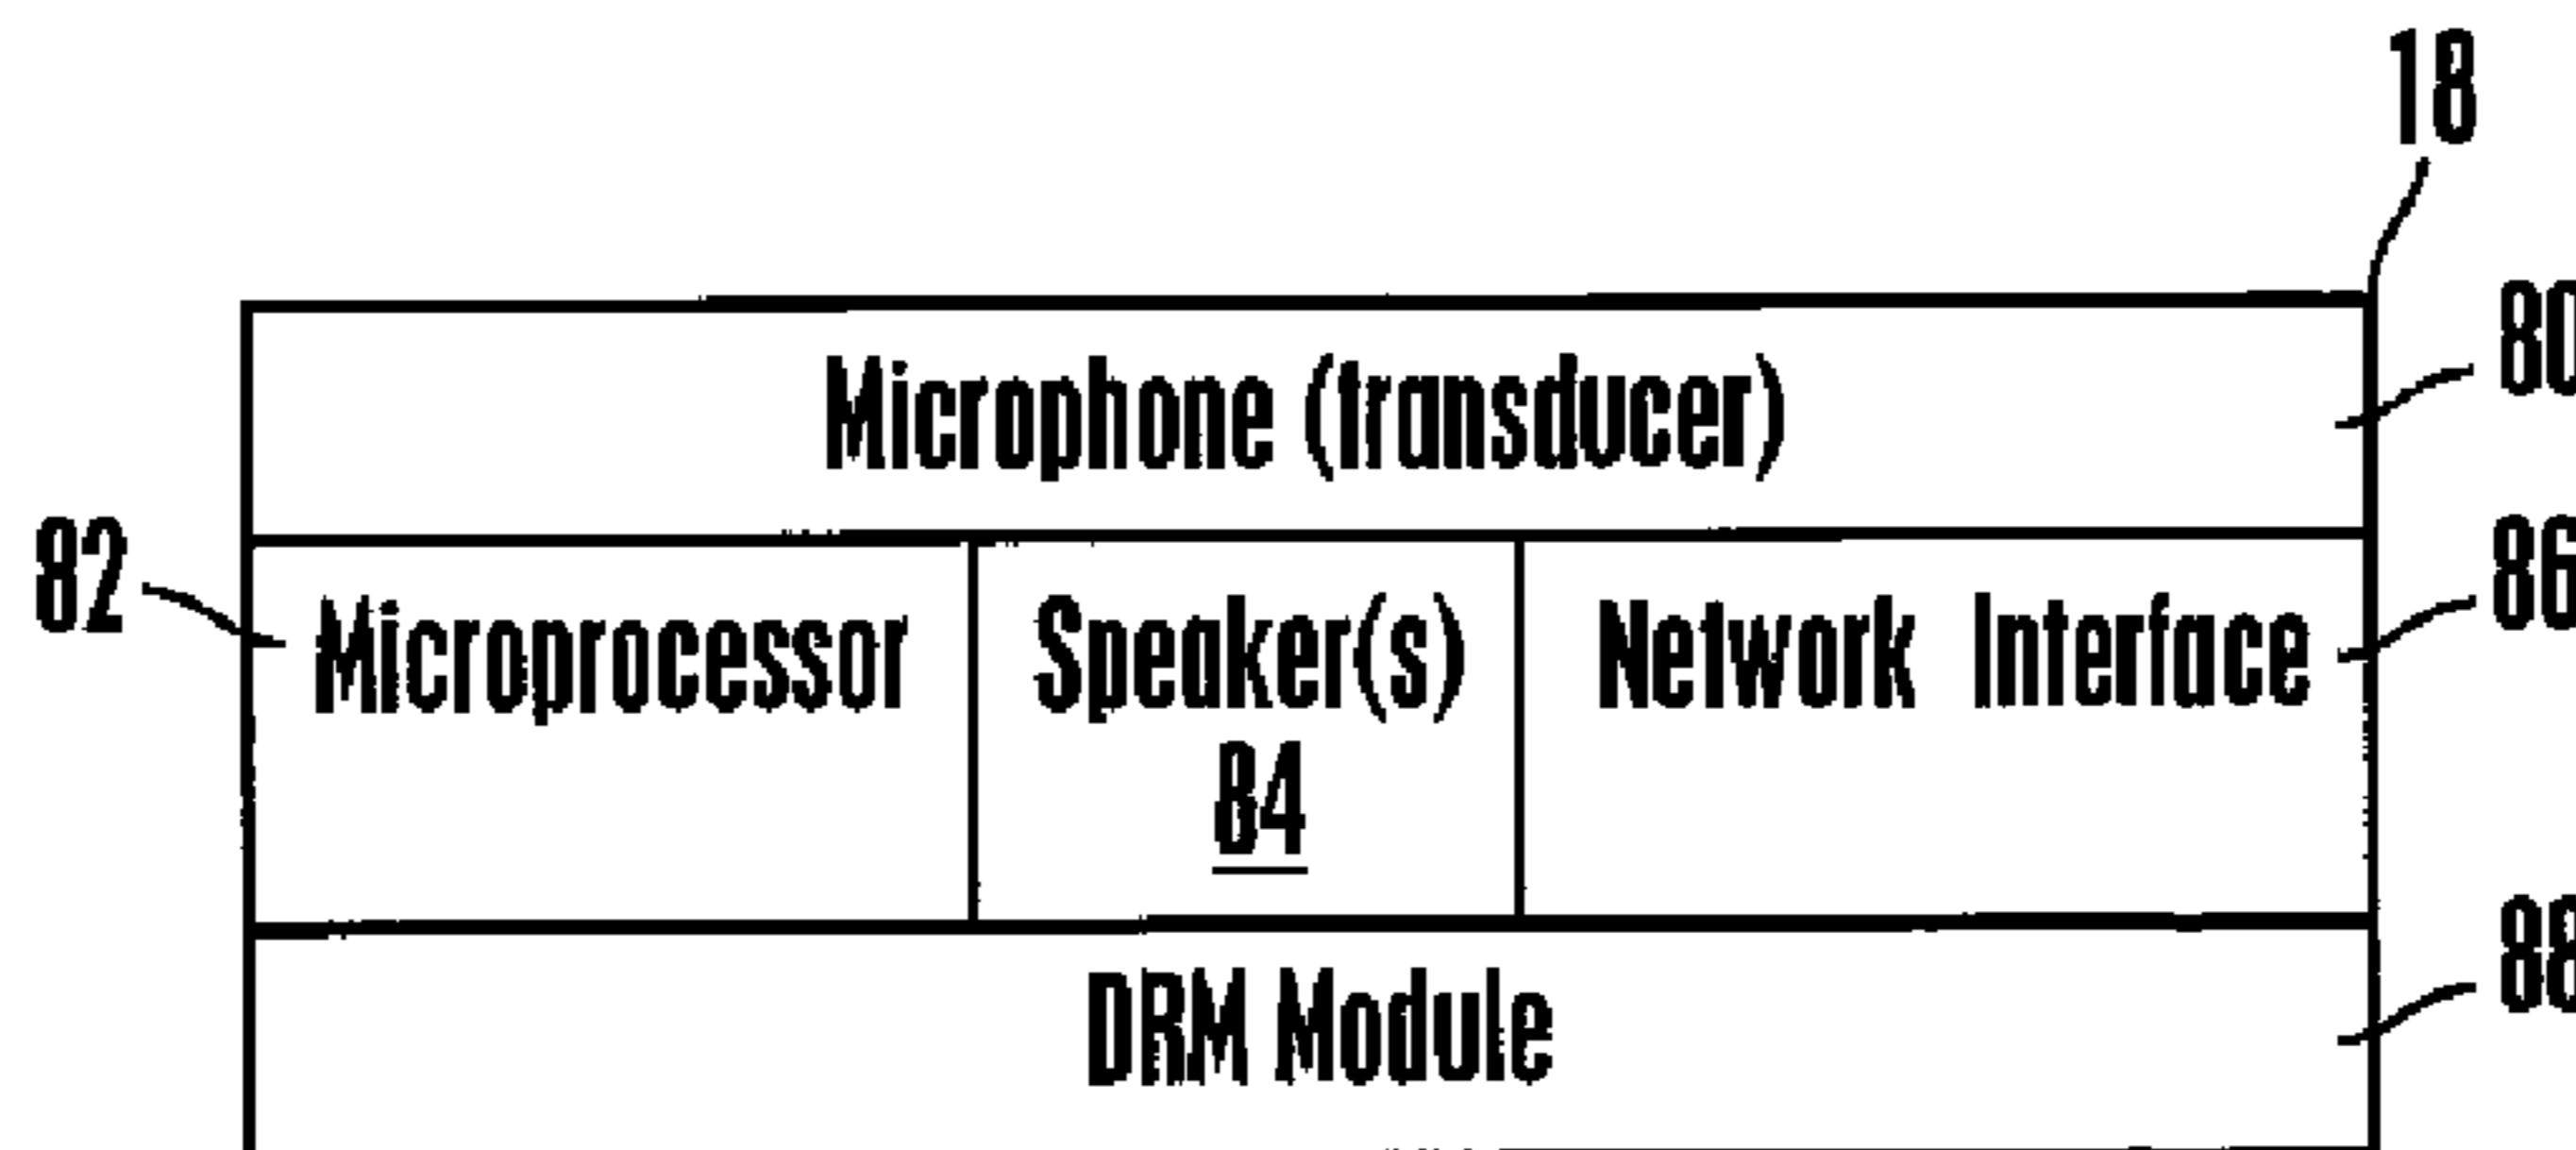 18
Microphone (transducer)
80
82
Microprocessor
Speaker(s)
84
Network Interface
86
DRM Module
88